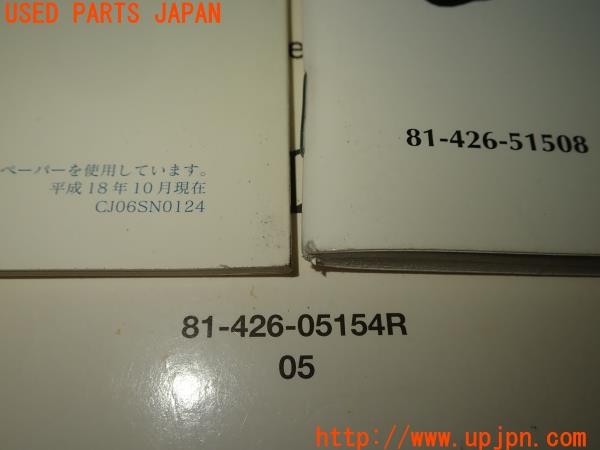 USED PARTS JAPAN
e
81-426-51508
ペーパーを使用しています。
平成18年10月現在
CJ06SN0124
81-426-05154R
05
http://www.upjpn.com